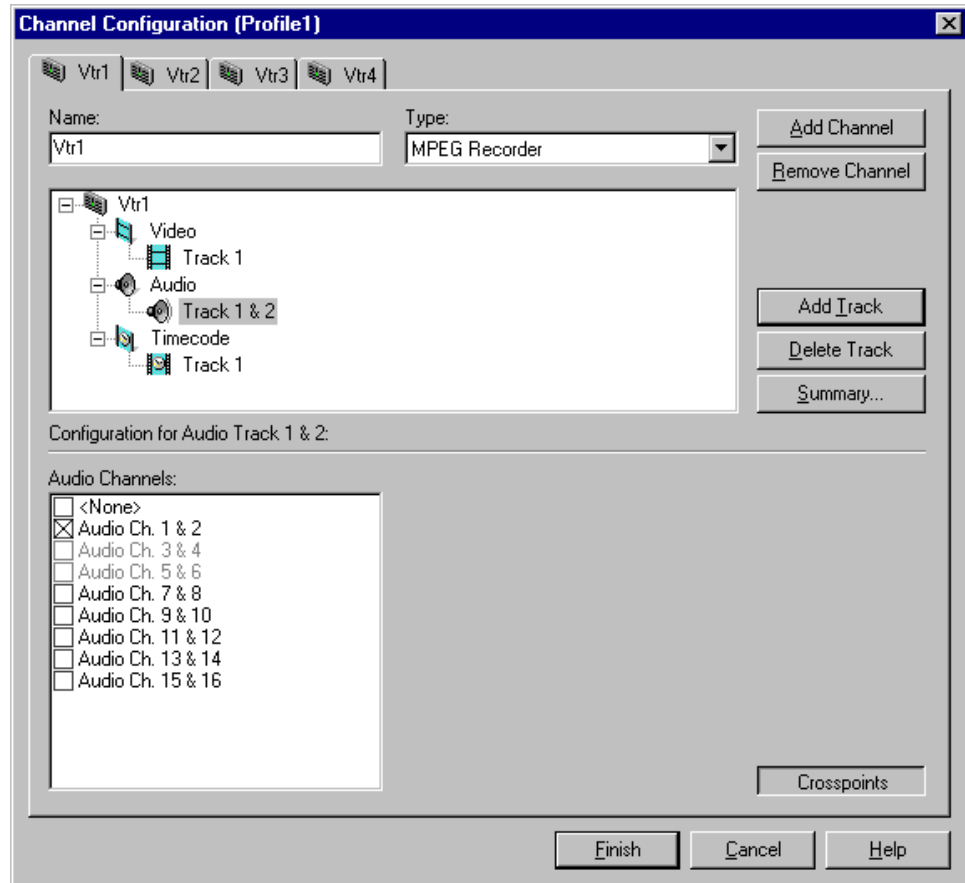 Channel Configuration (Profile1)
Vtr1 Vtr2 Vtr3 Vtr4
Name:
Type:
Add Channel
Vtr1
MPEG Recorder
Remove Channel
Vtr1
Video
Track 1
Audio
Track 1 & 2
Timecode
Track 1
Add Track
Delete Track
Summary...
Configuration for Audio Track 1 & 2:
Audio Channels:
<None>
Audio Ch. 1 & 2
Audio Ch. 3 & 4
Audio Ch. 5 & 6
Audio Ch. 7 & 8
Audio Ch. 9 & 10
Audio Ch. 11 & 12
Audio Ch. 13 & 14
Audio Ch. 15 & 16
Crosspoints
Finish Cancel Help